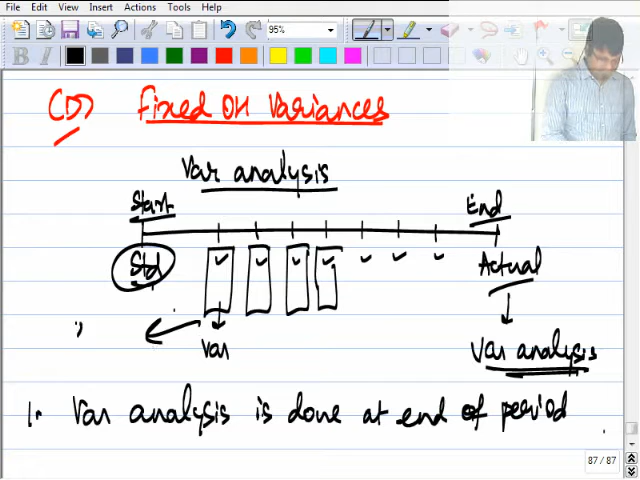 File Edit View Insert Actions Tools Help
95%
(D) Fixed OH Variances
Var analysis
Start End
Std Actual
Var Var analysis
1. Var analysis is done at end of period
87 / 87